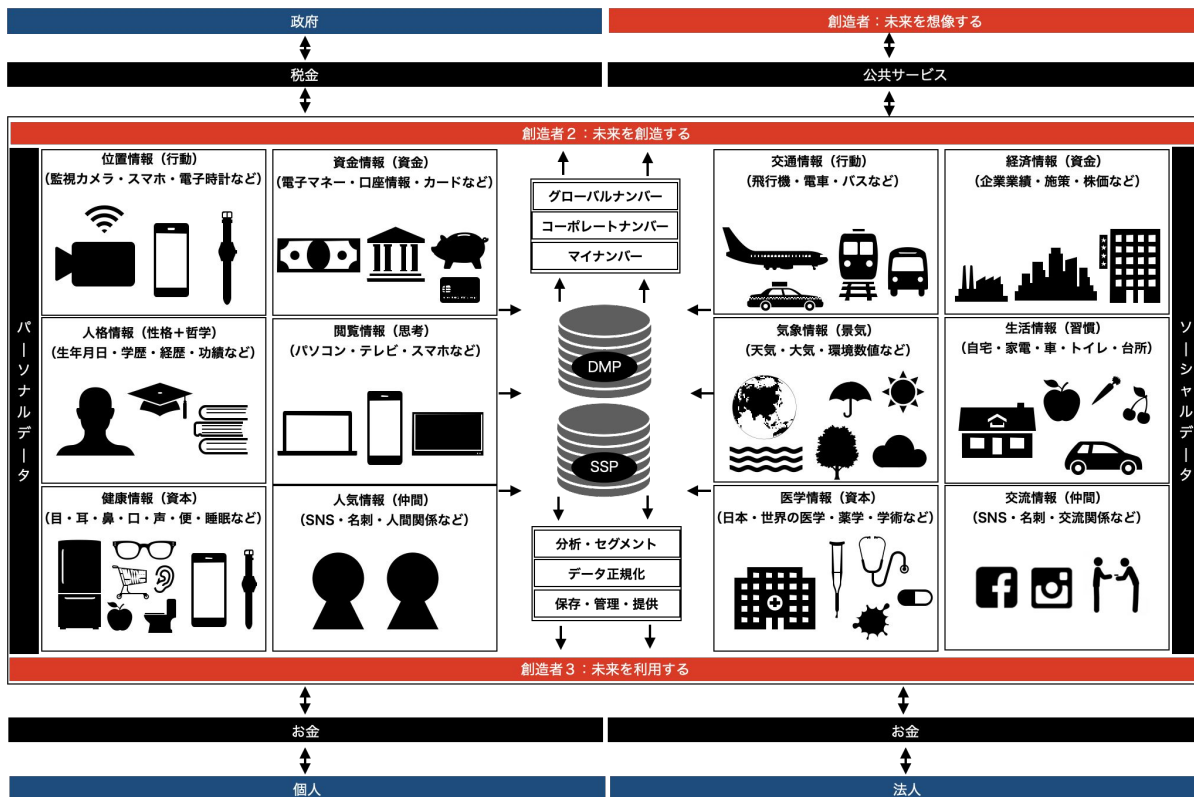 政府
創造者：未来を想像する
税金
公共サービス
創造者２：未来を創造する
パーソナルデータ
位置情報（行動）
（監視カメラ・スマホ・電子時計など）
資金情報（資金）
（電子マネー・口座情報・カードなど）
グローバルナンバー
コーポレートナンバー
マイナンバー
交通情報（行動）
（飛行機・電車・バスなど）
経済情報（資金）
（企業業績・施策・株価など）
ソーシャルデータ
人格情報（性格＋哲学）
（生年月日・学歴・経歴・功績など）
閲覧情報（思考）
（パソコン・テレビ・スマホなど）
DMP
SSP
気象情報（景気）
（天気・大気・環境数値など）
生活情報（習慣）
（自宅・家電・車・トイレ・台所）
健康情報（資本）
（目・耳・鼻・口・声・便・睡眠など）
人気情報（仲間）
（SNS・名刺・人間関係など）
分析・セグメント
データ正規化
保存・管理・提供
医学情報（資本）
（日本・世界の医学・薬学・学術など）
交流情報（仲間）
（SNS・名刺・交流関係など）
創造者３：未来を利用する
お金
お金
個人
法人